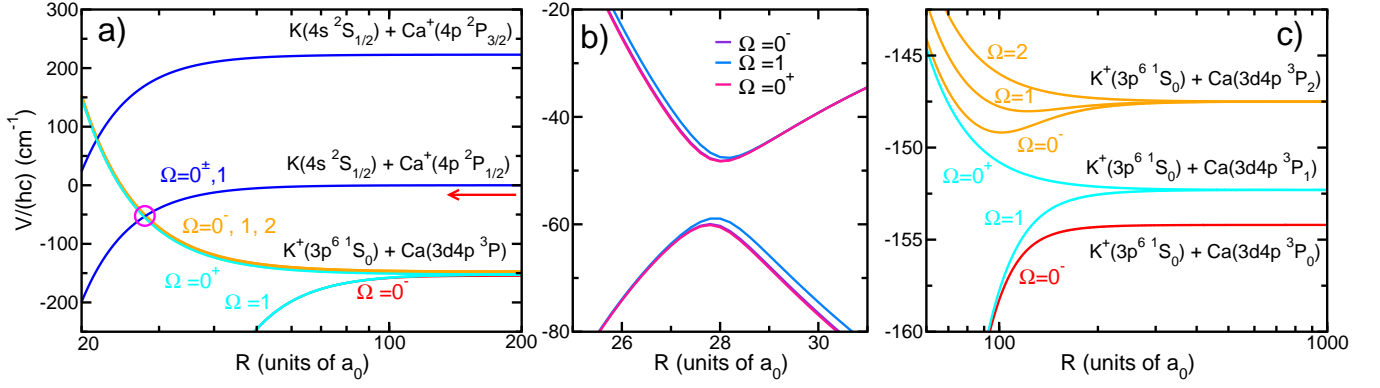 a)
K(4s ²S₁/₂) + Ca⁺(4p ²P₃/₂)
K(4s ²S₁/₂) + Ca⁺(4p ²P₁/₂)
Ω=0±,1
Ω=0⁻, 1, 2
K⁺(3p⁶ ¹S₀) + Ca(3d4p ³P)
Ω =0⁺
Ω =1
Ω=0⁻
300
200
100
0
-100
-200
V/(hc) (cm⁻¹)
20
100
200
R (units of a₀)
b)
Ω =0⁻
Ω =1
Ω =0⁺
-20
-40
-60
-80
26
28
30
R (units of a₀)
c)
Ω=2
K⁺(3p⁶ ¹S₀) + Ca(3d4p ³P₂)
Ω=1
Ω=0⁻
K⁺(3p⁶ ¹S₀) + Ca(3d4p ³P₁)
Ω=0⁺
Ω=1
K⁺(3p⁶ ¹S₀) + Ca(3d4p ³P₀)
Ω=0⁻
-145
-150
-155
-160
100
1000
R (units of a₀)